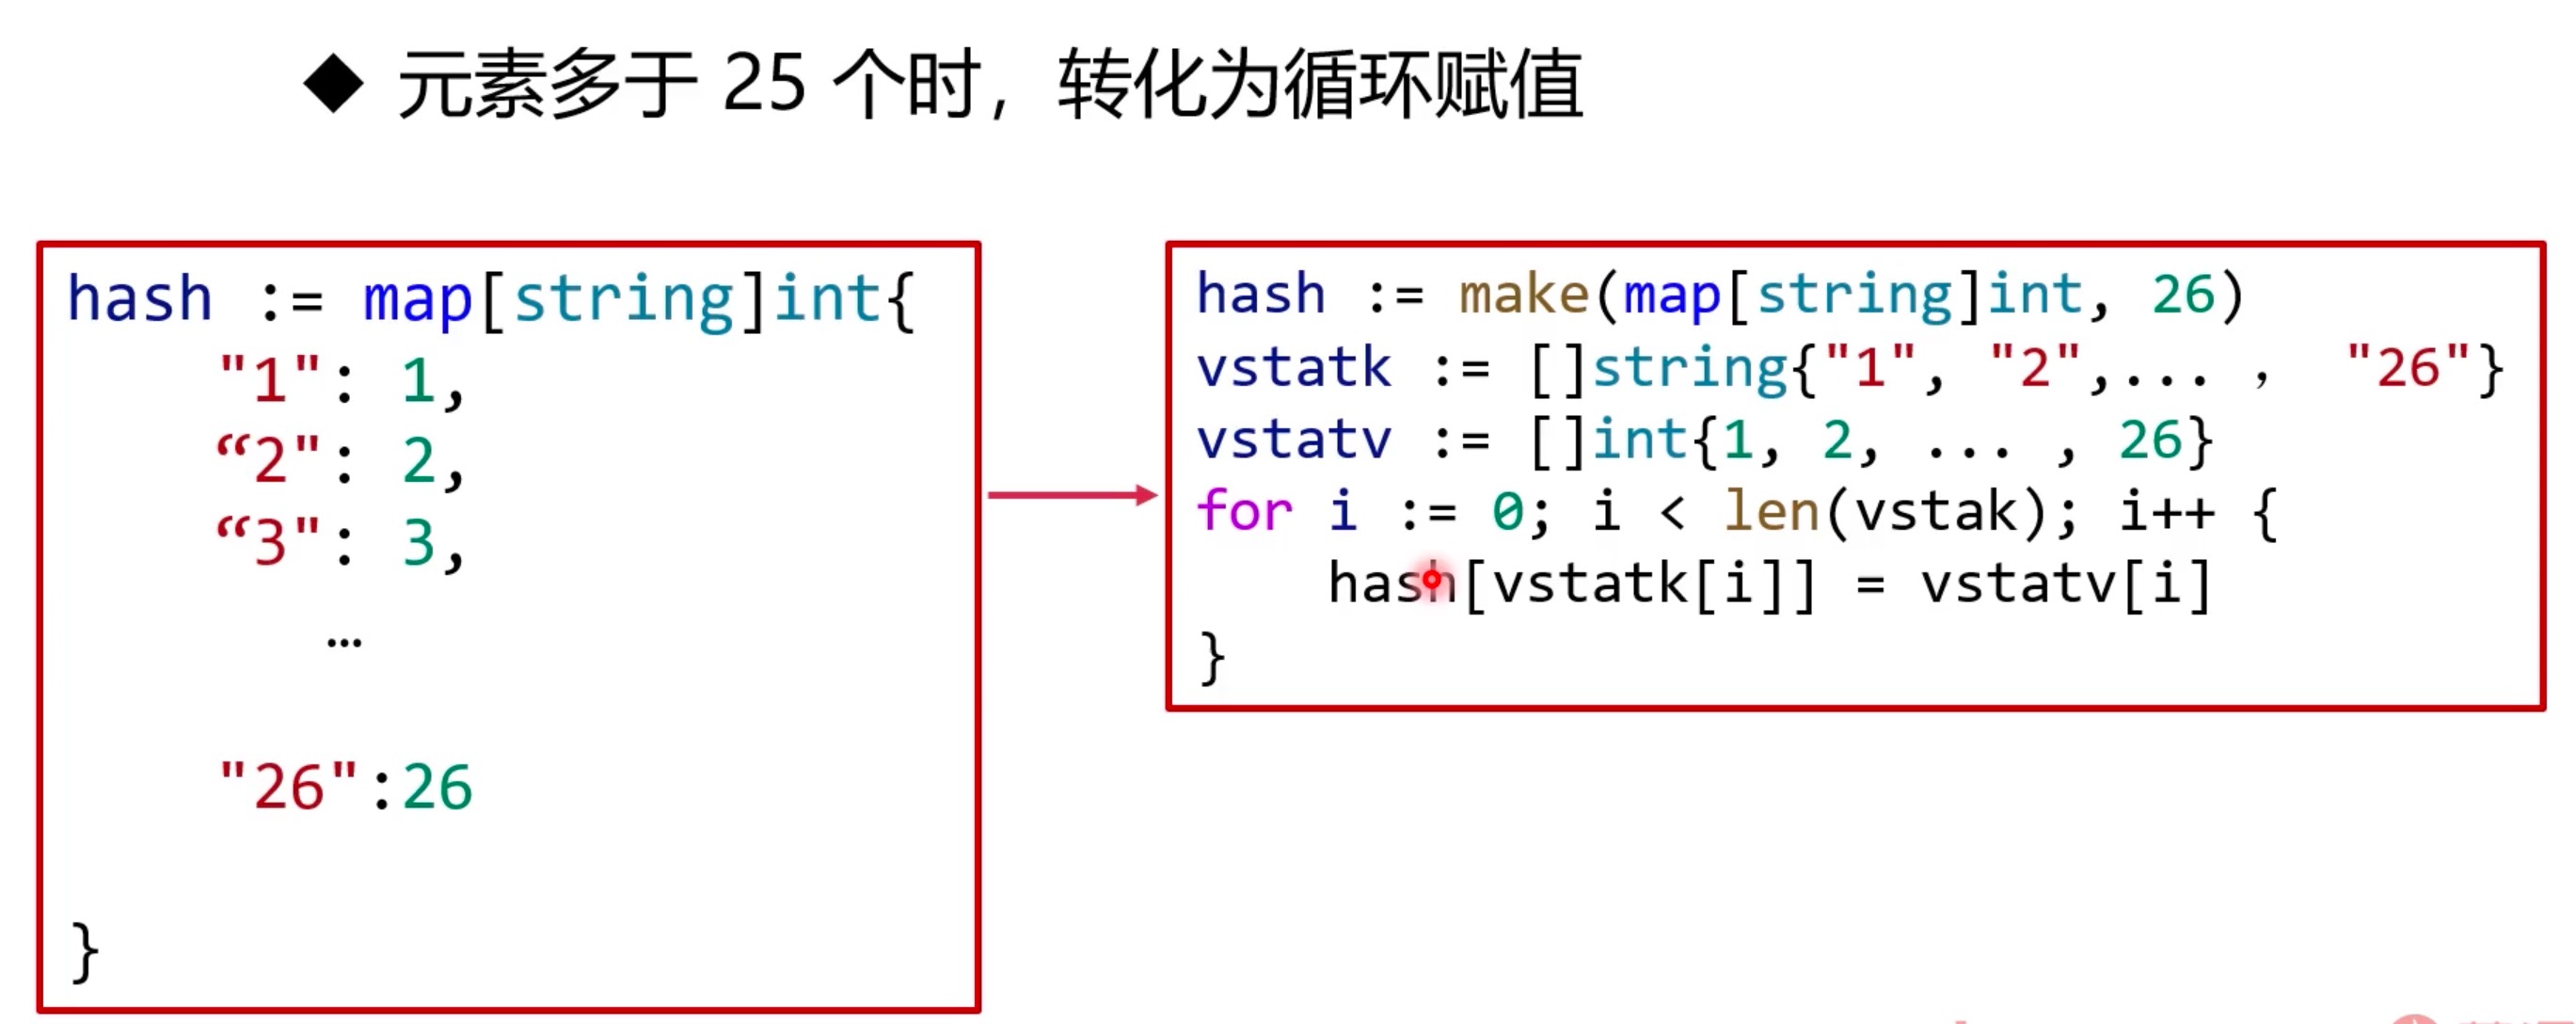 ◆ 元素多于 25 个时，转化为循环赋值
hash := map[string]int{
"1": 1,
“2": 2,
“3": 3,
…
"26":26
}
hash := make(map[string]int, 26)
vstatk := []string{"1", "2",... ， "26"}
vstatv := []int{1, 2, ... , 26}
for i := 0; i < len(vstak); i++ {
hash[vstatk[i]] = vstatv[i]
}